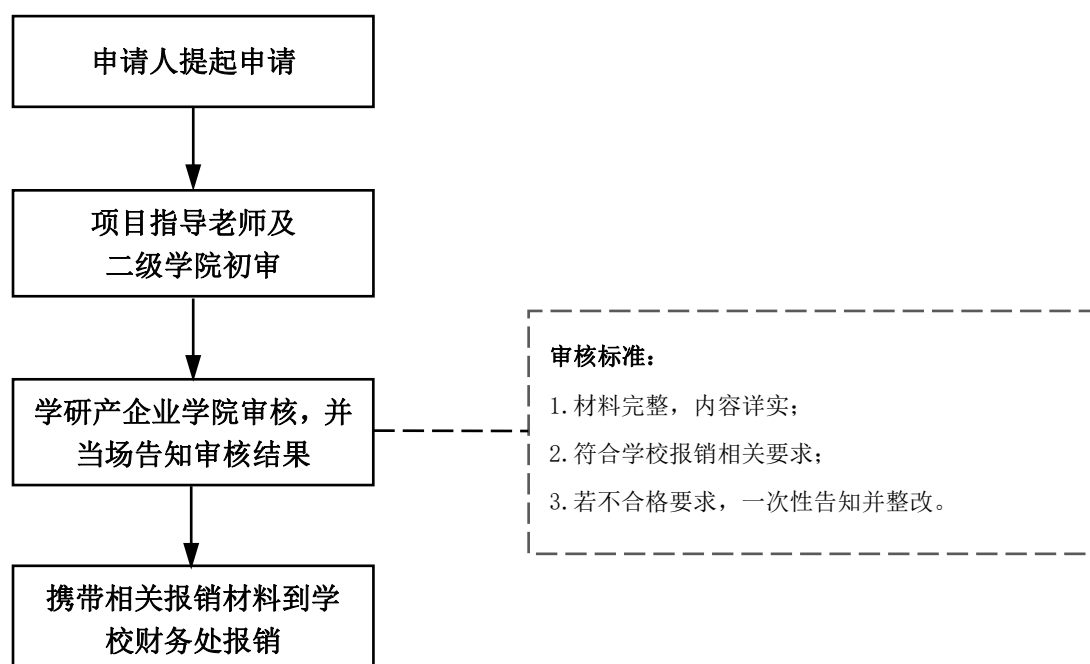 申请人提起申请
项目指导老师及
二级学院初审
学研产企业学院审核，并
当场告知审核结果
审核标准：
1.材料完整，内容详实；
2.符合学校报销相关要求；
3.若不合格要求，一次性告知并整改。
携带相关报销材料到学
校财务处报销